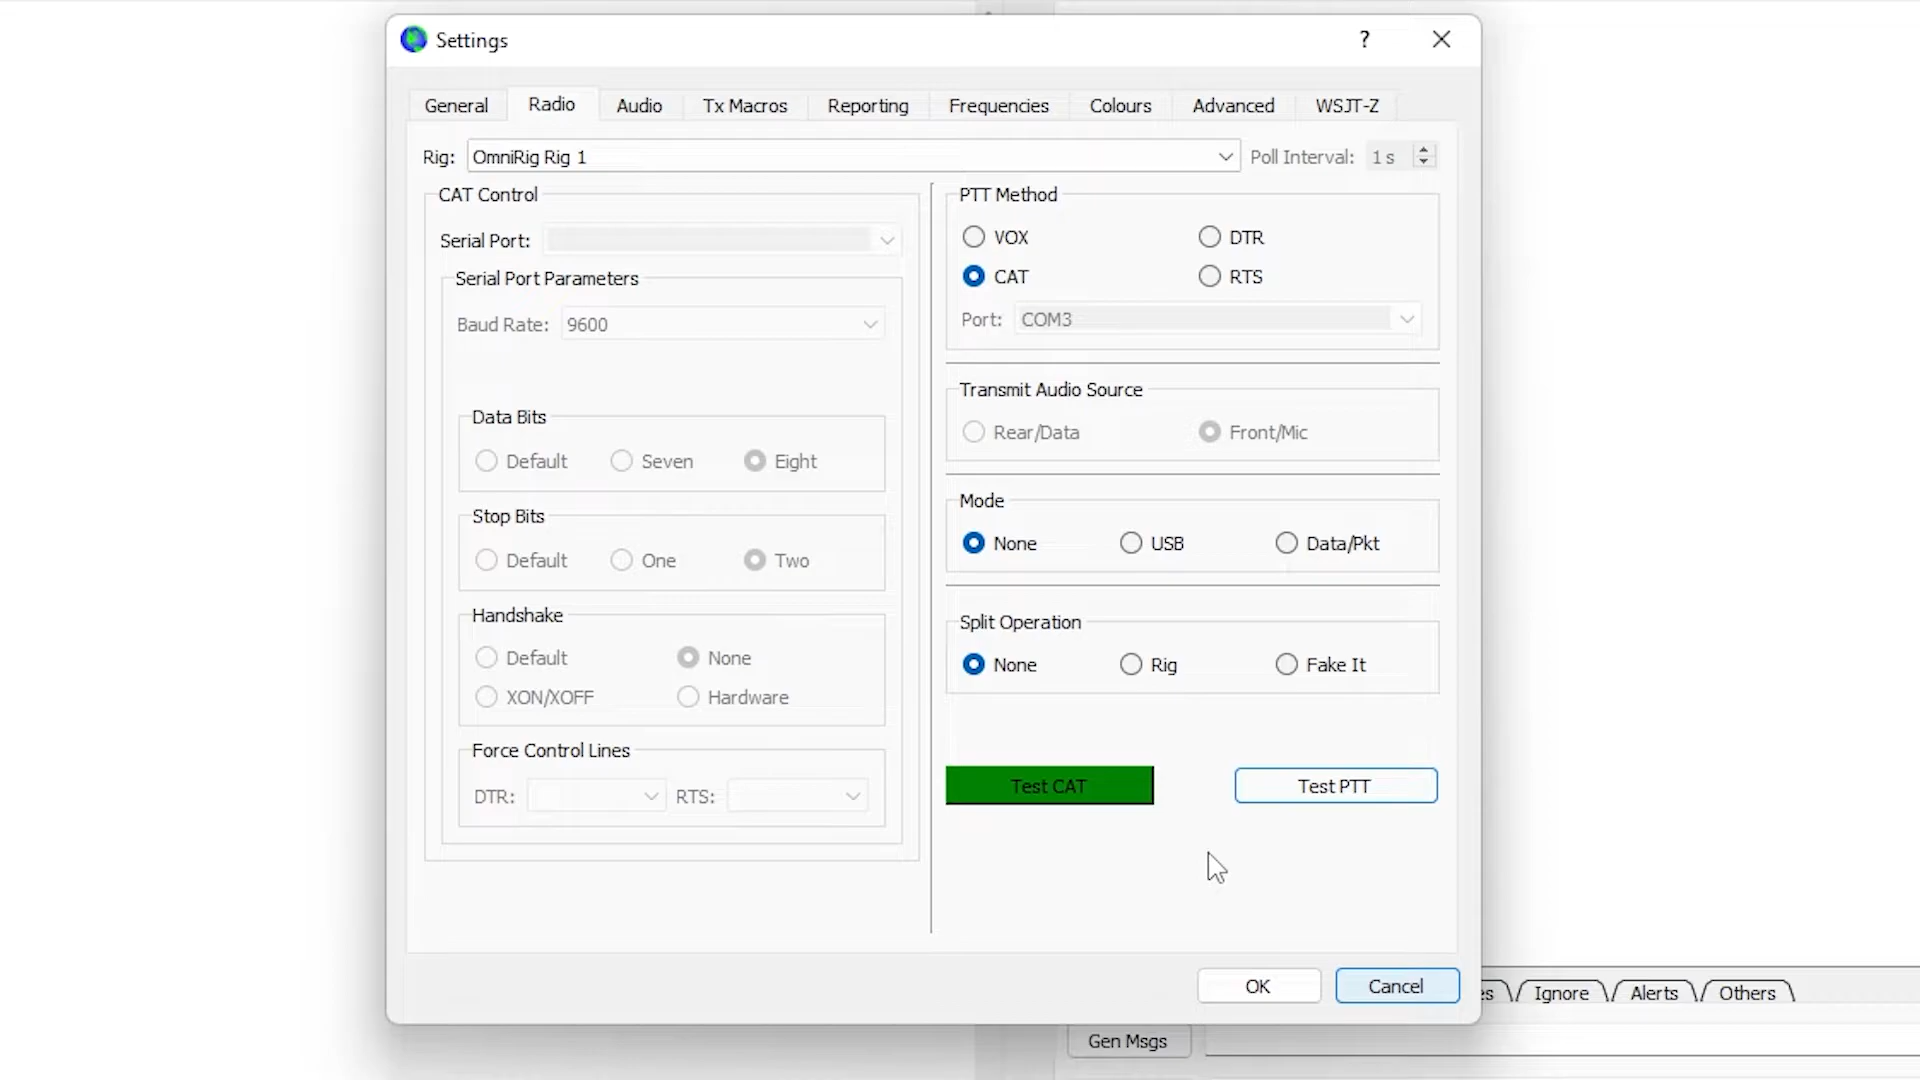 Settings
?
General Radio Audio Tx Macros Reporting Frequencies Colours Advanced WSJT-Z
Rig: OmniRig Rig 1 Poll Interval: 1 s
CAT Control
Serial Port:
Serial Port Parameters
Baud Rate: 9600
Data Bits
Default Seven Eight
Stop Bits
Default One Two
Handshake
Default None
XON/XOFF Hardware
Force Control Lines
DTR: RTS:
PTT Method
VOX DTR
CAT RTS
Port: COM3
Transmit Audio Source
Rear/Data Front/Mic
Mode
None USB Data/Pkt
Split Operation
None Rig Fake It
Test CAT Test PTT
OK Cancel
Ignore Alerts Others
Gen Msgs